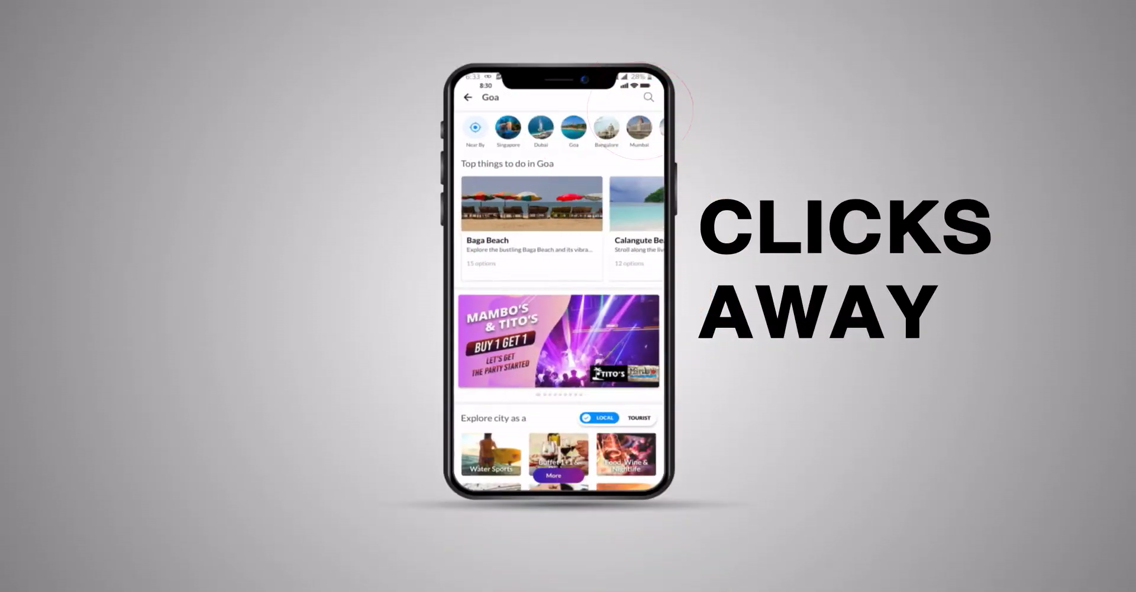 8:30
28%
Goa
Near By
Singapore
Dubai
Goa
Bangalore
Mumbai
Top things to do in Goa
Baga Beach
Explore the bustling Baga Beach and its vibra...
15 options
Calangute Be
Stroll along the liv
12 options
MAMBO'S
& TITO'S
BUY 1 GET 1
LET'S GET
THE PARTY STARTED
TITO'S
Explore city as a
LOCAL
TOURIST
Water Sports
Wine &
Nightlife
More
CLICKS
AWAY